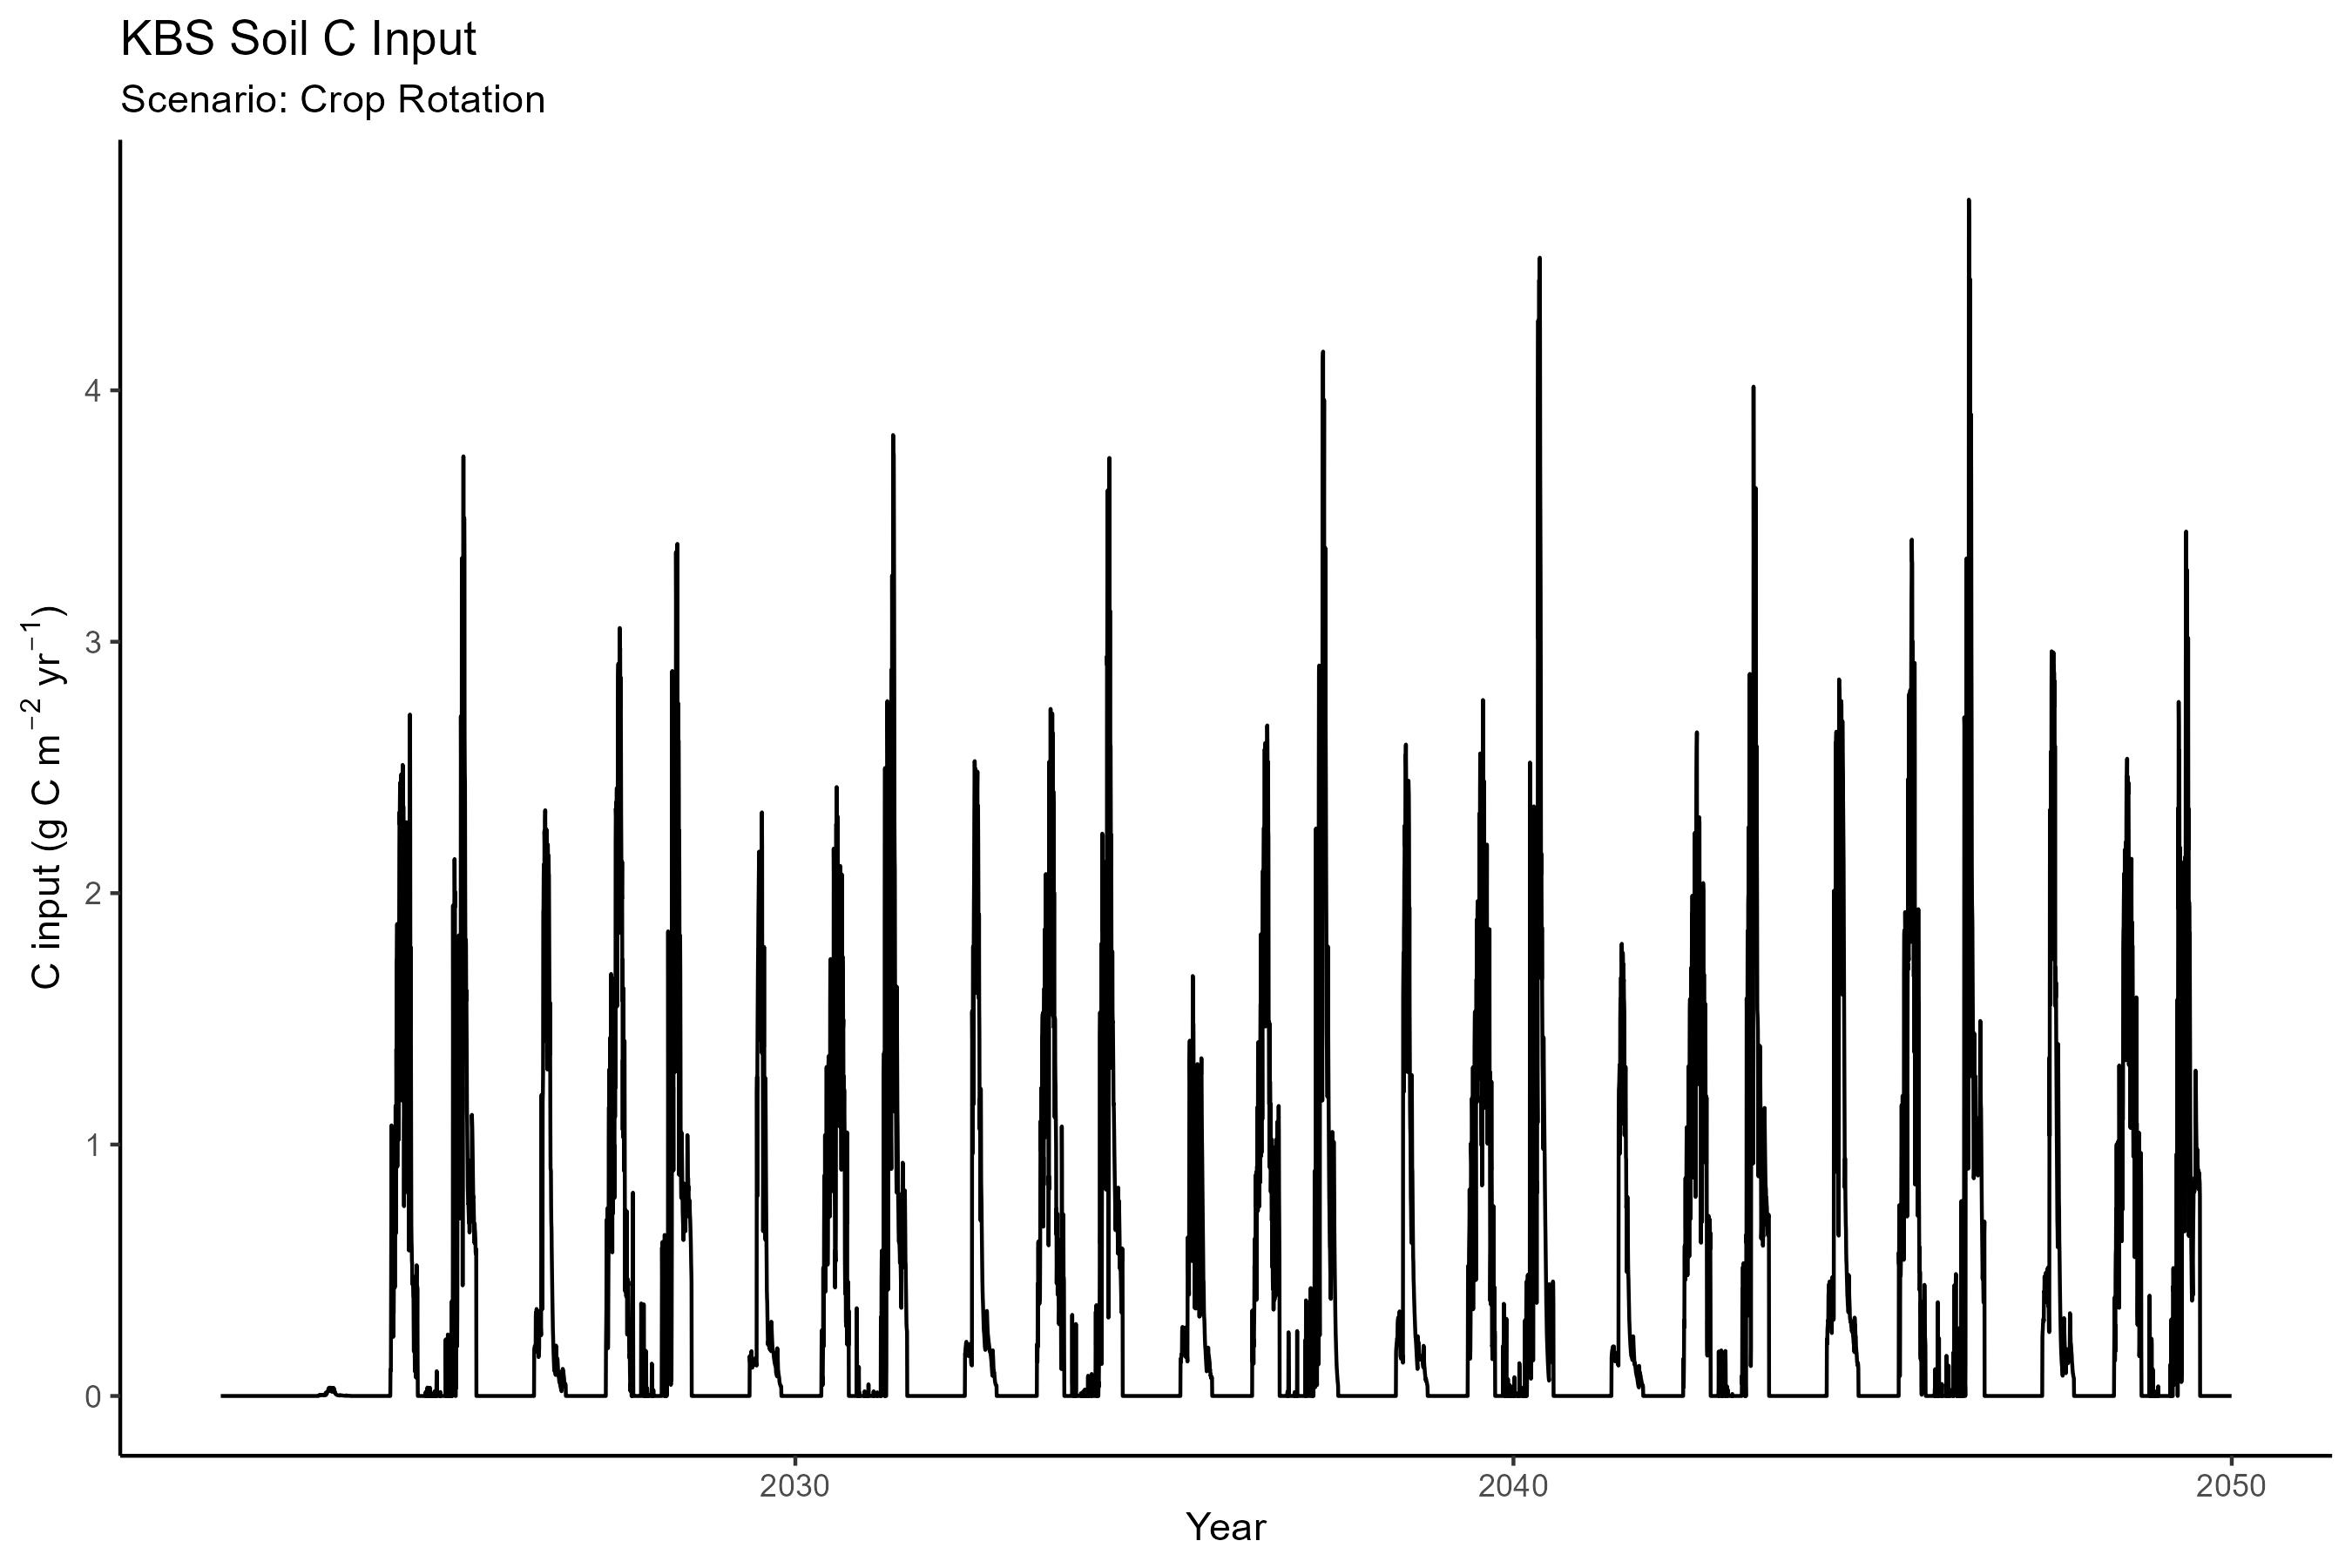 KBS Soil C Input
Scenario: Crop Rotation
C input (g C m⁻² yr⁻¹)
4
3
2
1
0
2030
2040
2050
Year